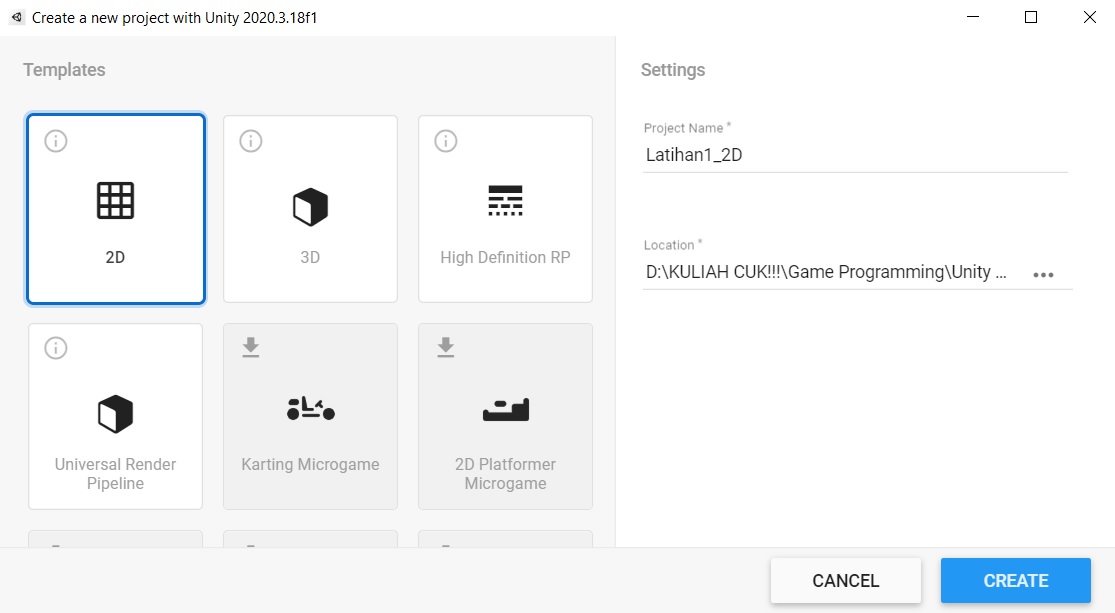 Create a new project with Unity 2020.3.18f1
Templates
2D
3D
High Definition RP
Universal Render
Pipeline
Karting Microgame
2D Platformer
Microgame
Settings
Project Name *
Latihan1_2D
Location *
D:\KULIAH CUK!!!\Game Programming\Unity ...
CANCEL
CREATE